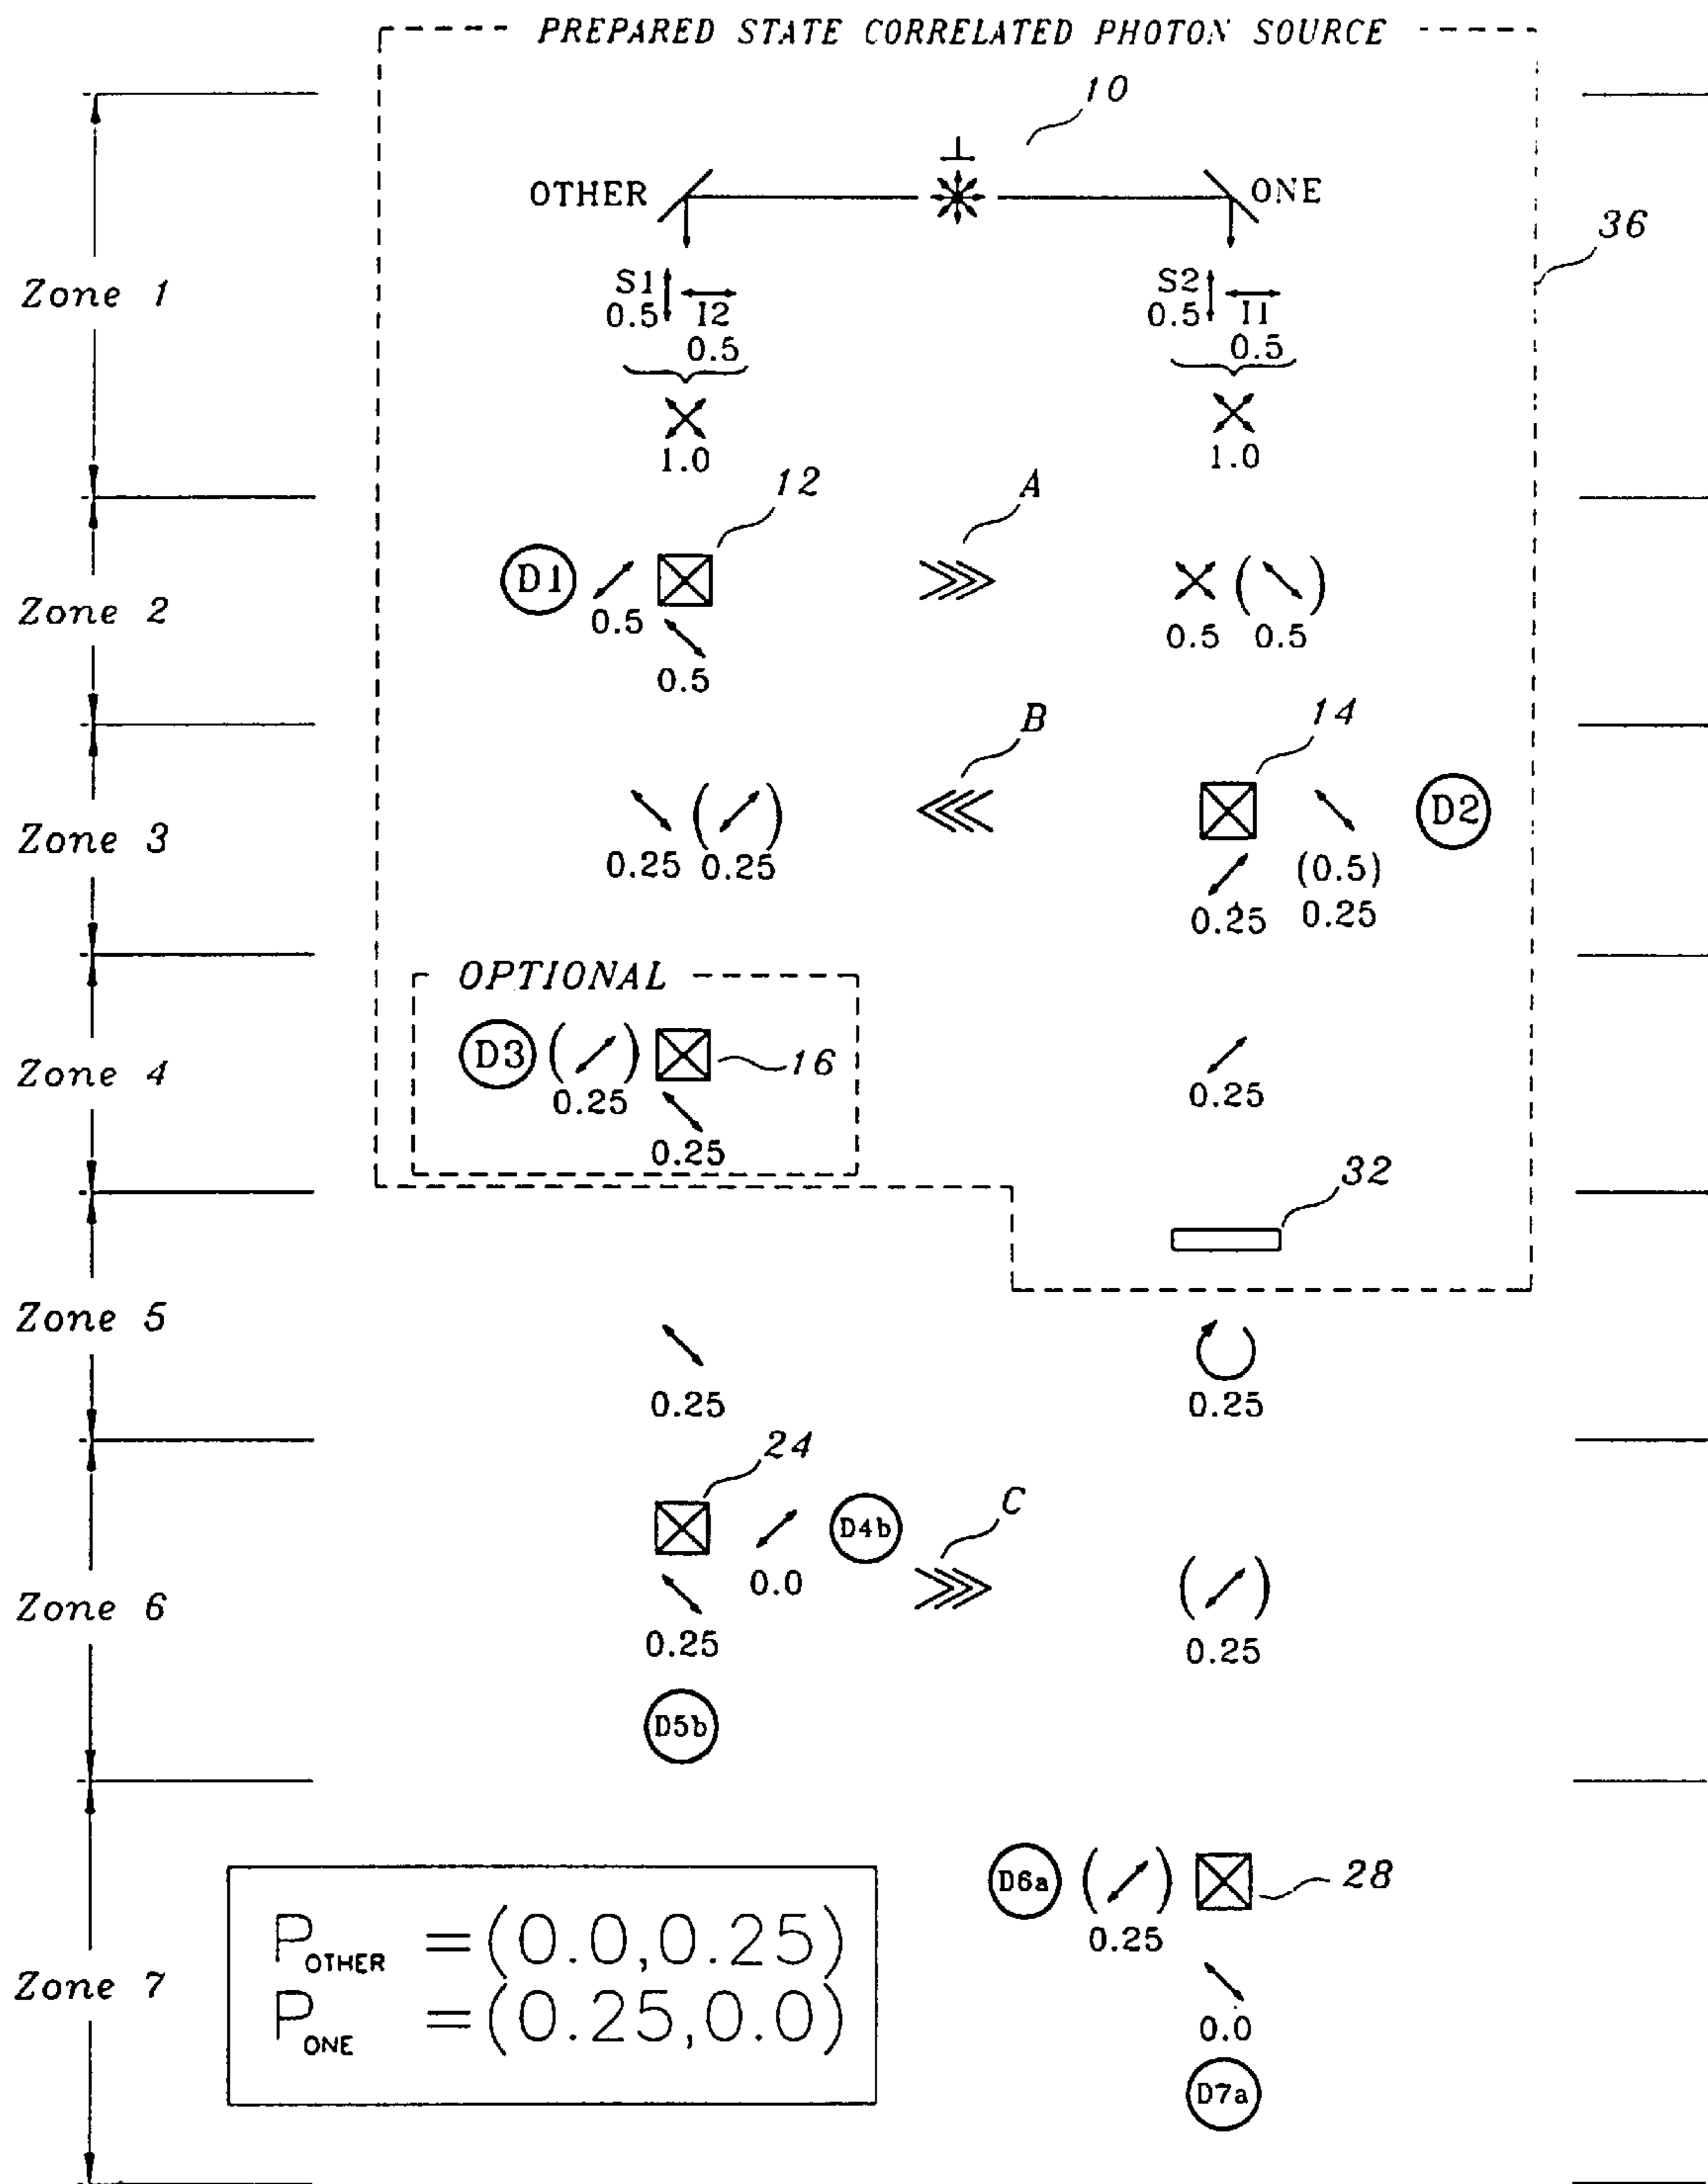 PREPARED STATE CORRELATED PHOTON SOURCE
10
OTHER
ONE
36
Zone 1
S1
0.5
I2
0.5
S2
0.5
I1
0.5
1.0
1.0
12
A
Zone 2
D1
0.5
0.5
0.5
(
)
0.5
B
14
Zone 3
(
)
0.25
0.25
D2
(0.5)
0.25
0.25
OPTIONAL
Zone 4
D3
(
)
16
0.25
0.25
0.25
32
Zone 5
0.25
0.25
24
C
Zone 6
D4b
0.0
0.25
(
)
0.25
D5b
Zone 7
P OTHER =(0.0,0.25)
P ONE =(0.25,0.0)
D6a
(
)
28
0.25
0.0
D7a